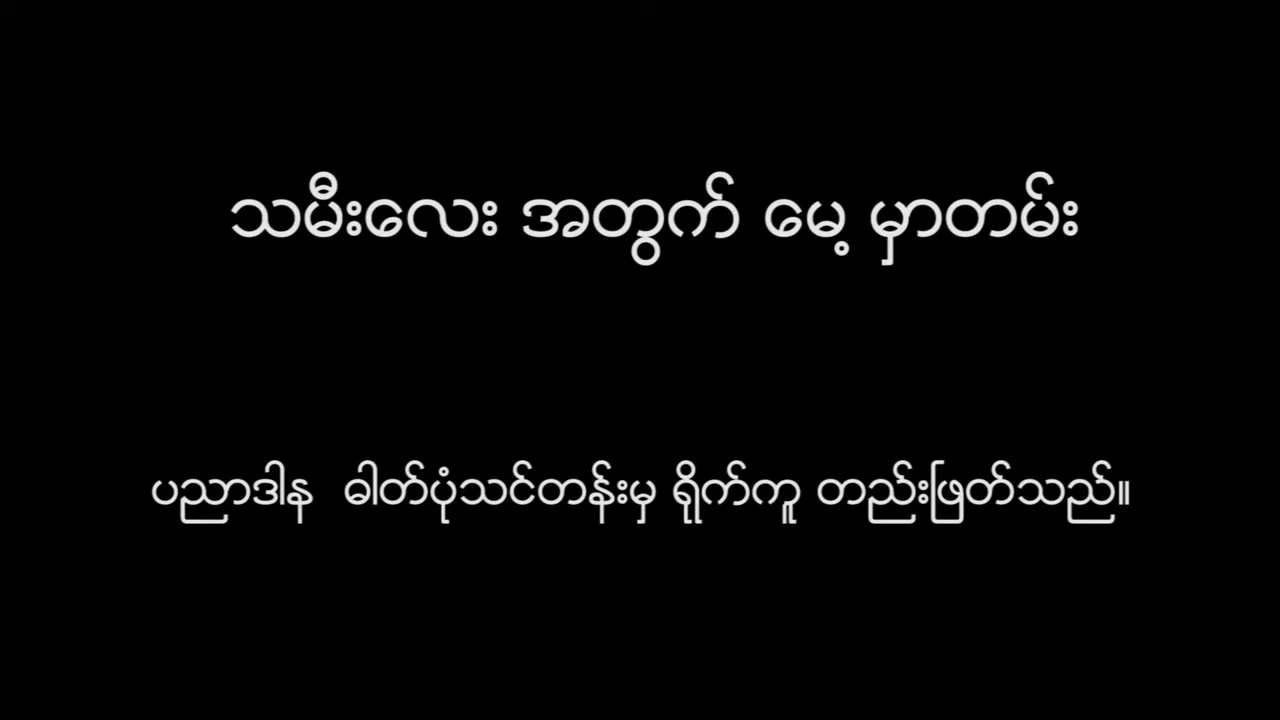 သမီးလေး အတွက် မေ့ မှာတမ်း
ပညာဒါန ဓါတ်ပုံသင်တန်းမှ ရိုက်ကူ တည်းဖြတ်သည်။